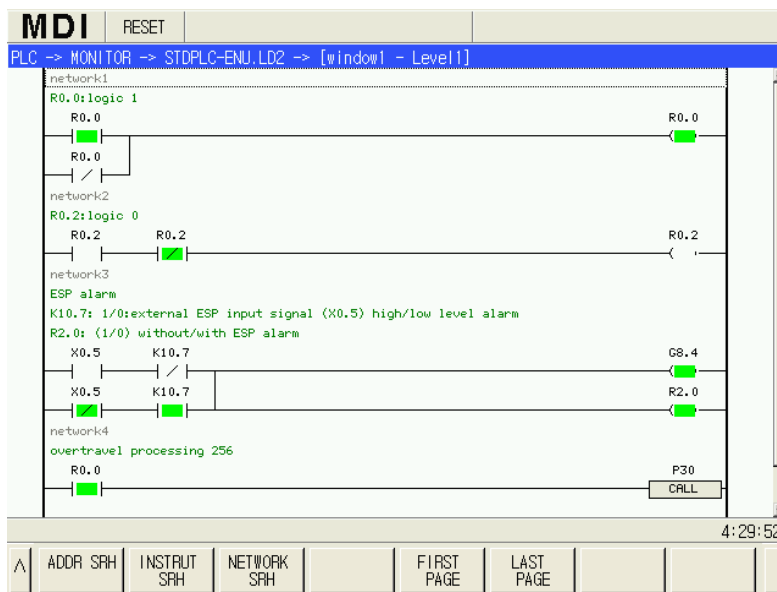 MDI RESET
PLC -> MONITOR -> STDPLC-ENU.LD2 -> [window1 - Level1]
network1
R0.0:logic 1
R0.0 R0.0
R0.0
network2
R0.2:logic 0
R0.2 R0.2 R0.2
network3
ESP alarm
K10.7: 1/0:external ESP input signal (X0.5) high/low level alarm
R2.0: (1/0) without/with ESP alarm
X0.5 K10.7 G8.4
X0.5 K10.7 R2.0
network4
overtravel processing 256
R0.0 P30
CALL
4:29:52
ADDR SRH INSTRUT SRH NETWORK SRH FIRST PAGE LAST PAGE